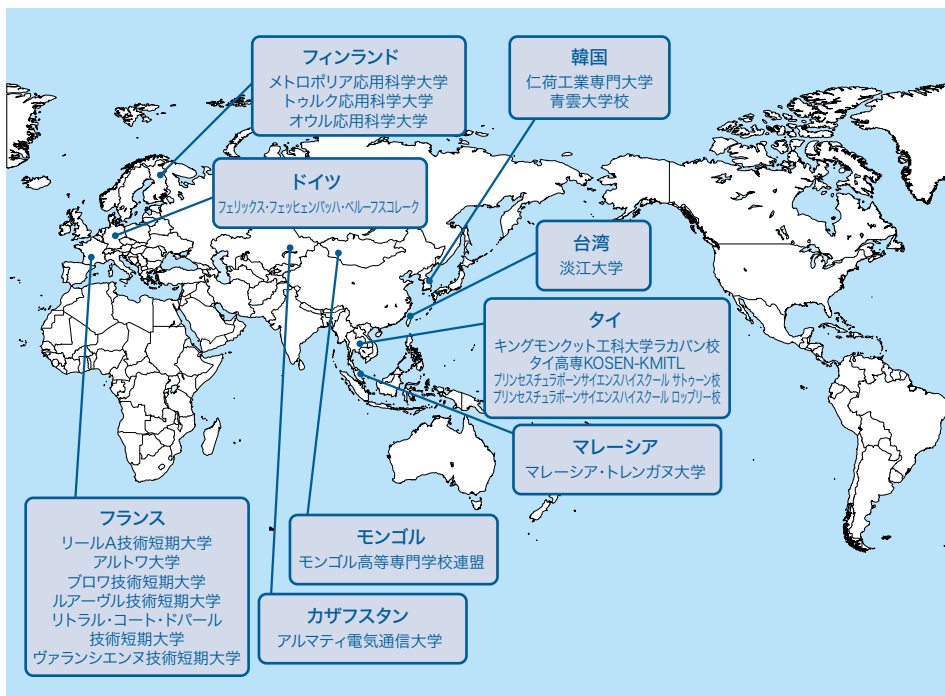 フィンランド
メトロポリア応用科学大学
トゥルク応用科学大学
オウル応用科学大学
韓国
仁荷工業専門大学
青雲大学校
ドイツ
フェリックス・フェッヒェンバッハ・ベルーフスコレーク
台湾
淡江大学
タイ
キングモンクット工科大学ラカバン校
タイ高専KOSEN-KMITL
プリンセスチュラポーンサイエンスハイスクール サトゥーン校
プリンセスチュラポーンサイエンスハイスクール ロッブリー校
マレーシア
マレーシア・トレンガヌ大学
フランス
リールA技術短期大学
アルトワ大学
ブロワ技術短期大学
ルアーヴル技術短期大学
リトラル・コート・ドパール
技術短期大学
ヴァランシエンヌ技術短期大学
モンゴル
モンゴル高等専門学校連盟
カザフスタン
アルマティ電気通信大学